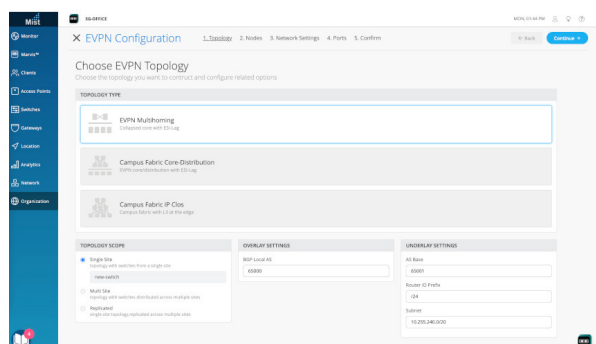 Mist
EG-OFFICE
MON, 01:04 PM
Monitor
Marvis™
Clients
Access Points
Switches
Gateways
Location
Analytics
Network
Organization
4
EVPN Configuration
1. Topology 2. Nodes 3. Network Settings 4. Ports 5. Confirm
Back
Continue
Choose EVPN Topology
Choose the topology you want to contruct and configure related options
TOPOLOGY TYPE
EVPN Multihoming
Collapsed core with ESI-Lag
Campus Fabric Core-Distribution
EVPN core/distribution with ESI-Lag
Campus Fabric IP Clos
Campus fabric with L3 at the edge
TOPOLOGY SCOPE
Single Site
topology with switches from a single site
new-switch
Multi Site
topology with switches distributed across multiple sites
Replicated
single site topology replicated across multiple sites
OVERLAY SETTINGS
BGP Local AS
65000
UNDERLAY SETTINGS
AS Base
65001
Router ID Prefix
/24
Subnet
10.255.240.0/20